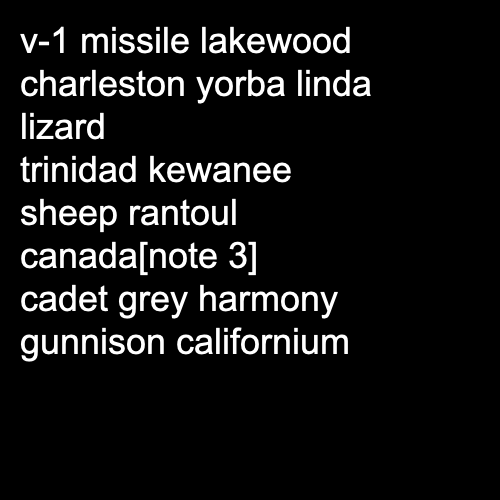 v-1 missile lakewood
charleston yorba linda
lizard
trinidad kewanee
sheep rantoul
canada[note 3]
cadet grey harmony
gunnison californium